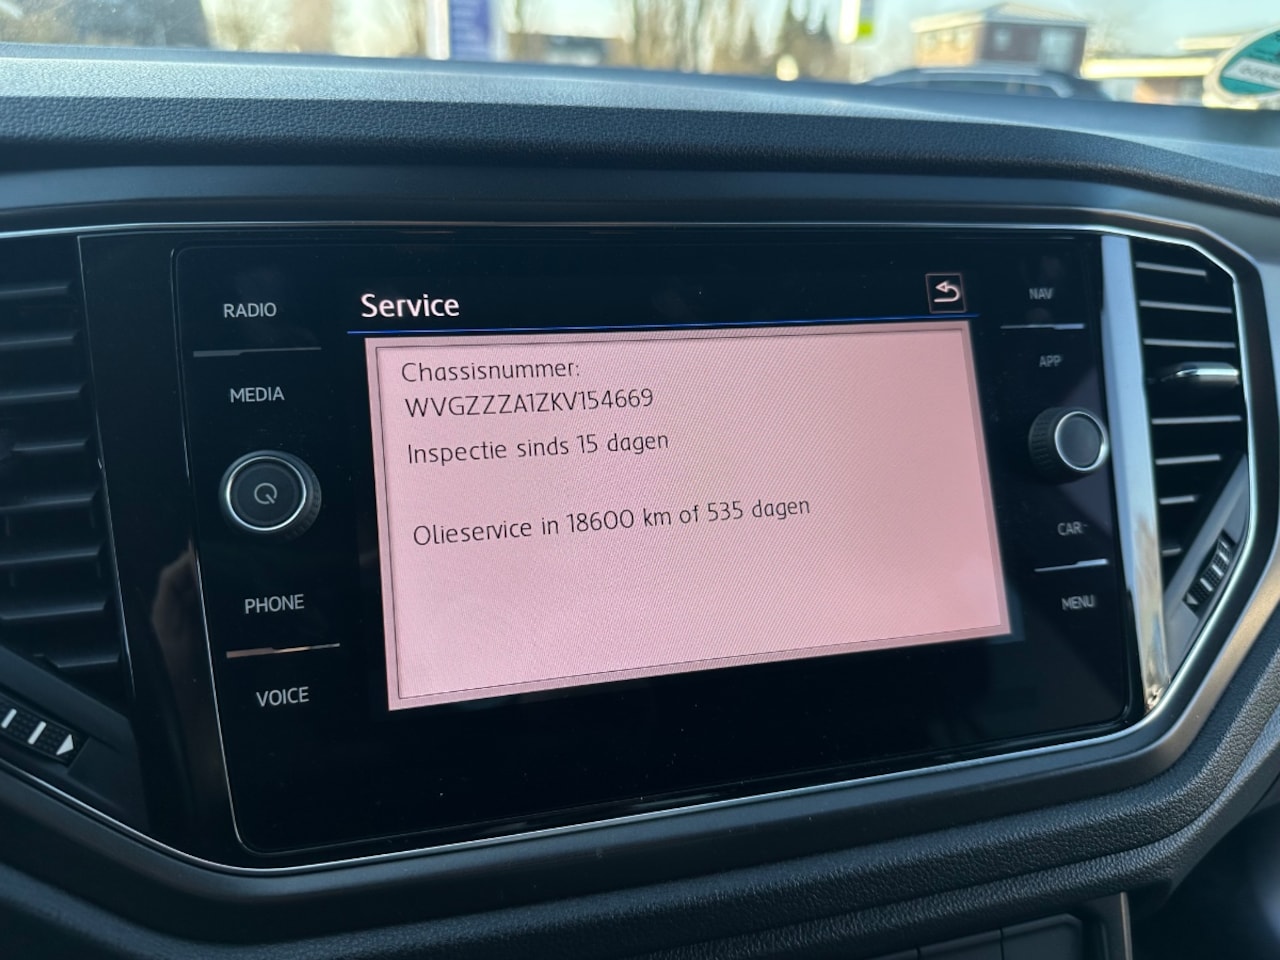 Service
RADIO
MEDIA
PHONE
VOICE
Chassisnummer:
WVGZZZA1ZKV154669
Inspectie sinds 15 dagen
Olieservice in 18600 km of 535 dagen
NAV
APP
CAR
MENU